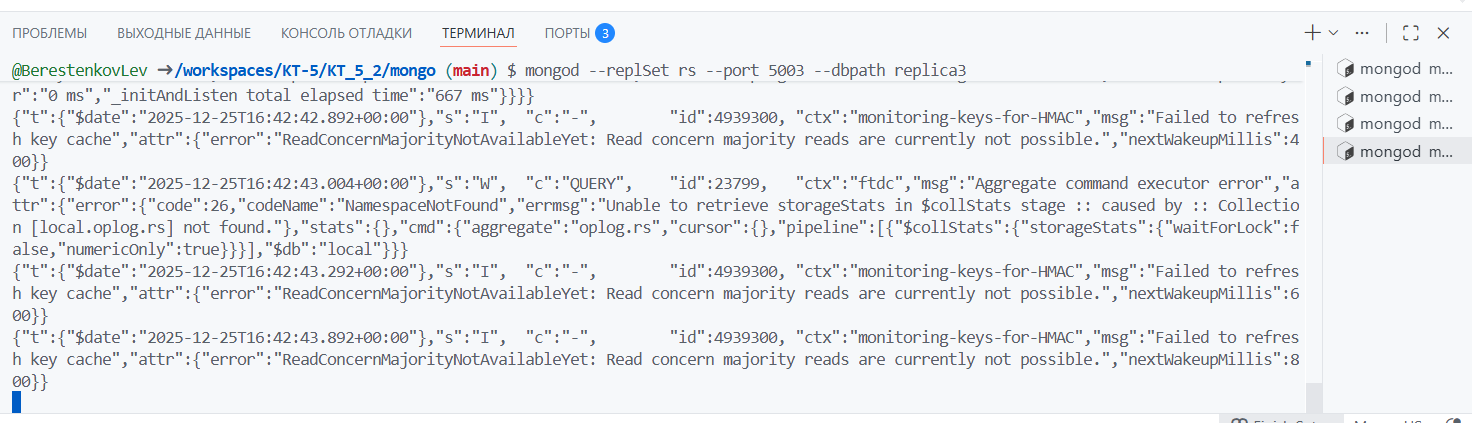 ПРОБЛЕМЫ ВЫХОДНЫЕ ДАННЫЕ КОНСОЛЬ ОТЛАДКИ ТЕРМИНАЛ ПОРТЫ 3
@BerestenkovLev ➜/workspaces/KT-5/KT_5_2/mongo (main) $ mongod --replSet rs --port 5003 --dbpath replica3
r":"0 ms","_initAndListen total elapsed time":"667 ms"}}}}
{"t":{"$date":"2025-12-25T16:42:42.892+00:00"},"s":"I", "c":"-", "id":4939300, "ctx":"monitoring-keys-for-HMAC","msg":"Failed to refres
h key cache","attr":{"error":"ReadConcernMajorityNotAvailableYet: Read concern majority reads are currently not possible.","nextWakeupMillis":4
00}}
{"t":{"$date":"2025-12-25T16:42:43.004+00:00"},"s":"W", "c":"QUERY", "id":23799, "ctx":"ftdc","msg":"Aggregate command executor error","a
ttr":{"error":{"code":26,"codeName":"NamespaceNotFound","errmsg":"Unable to retrieve storageStats in $collStats stage :: caused by :: Collectio
n [local.oplog.rs] not found."},"stats":{},"cmd":{"aggregate":"oplog.rs","cursor":{},"pipeline":[{"$collStats":{"storageStats":{"waitForLock":f
alse,"numericOnly":true}}}],"$db":"local"}}}
{"t":{"$date":"2025-12-25T16:42:43.292+00:00"},"s":"I", "c":"-", "id":4939300, "ctx":"monitoring-keys-for-HMAC","msg":"Failed to refres
h key cache","attr":{"error":"ReadConcernMajorityNotAvailableYet: Read concern majority reads are currently not possible.","nextWakeupMillis":6
00}}
{"t":{"$date":"2025-12-25T16:42:43.892+00:00"},"s":"I", "c":"-", "id":4939300, "ctx":"monitoring-keys-for-HMAC","msg":"Failed to refres
h key cache","attr":{"error":"ReadConcernMajorityNotAvailableYet: Read concern majority reads are currently not possible.","nextWakeupMillis":8
00}}
mongod m...
mongod m...
mongod m...
mongod m...